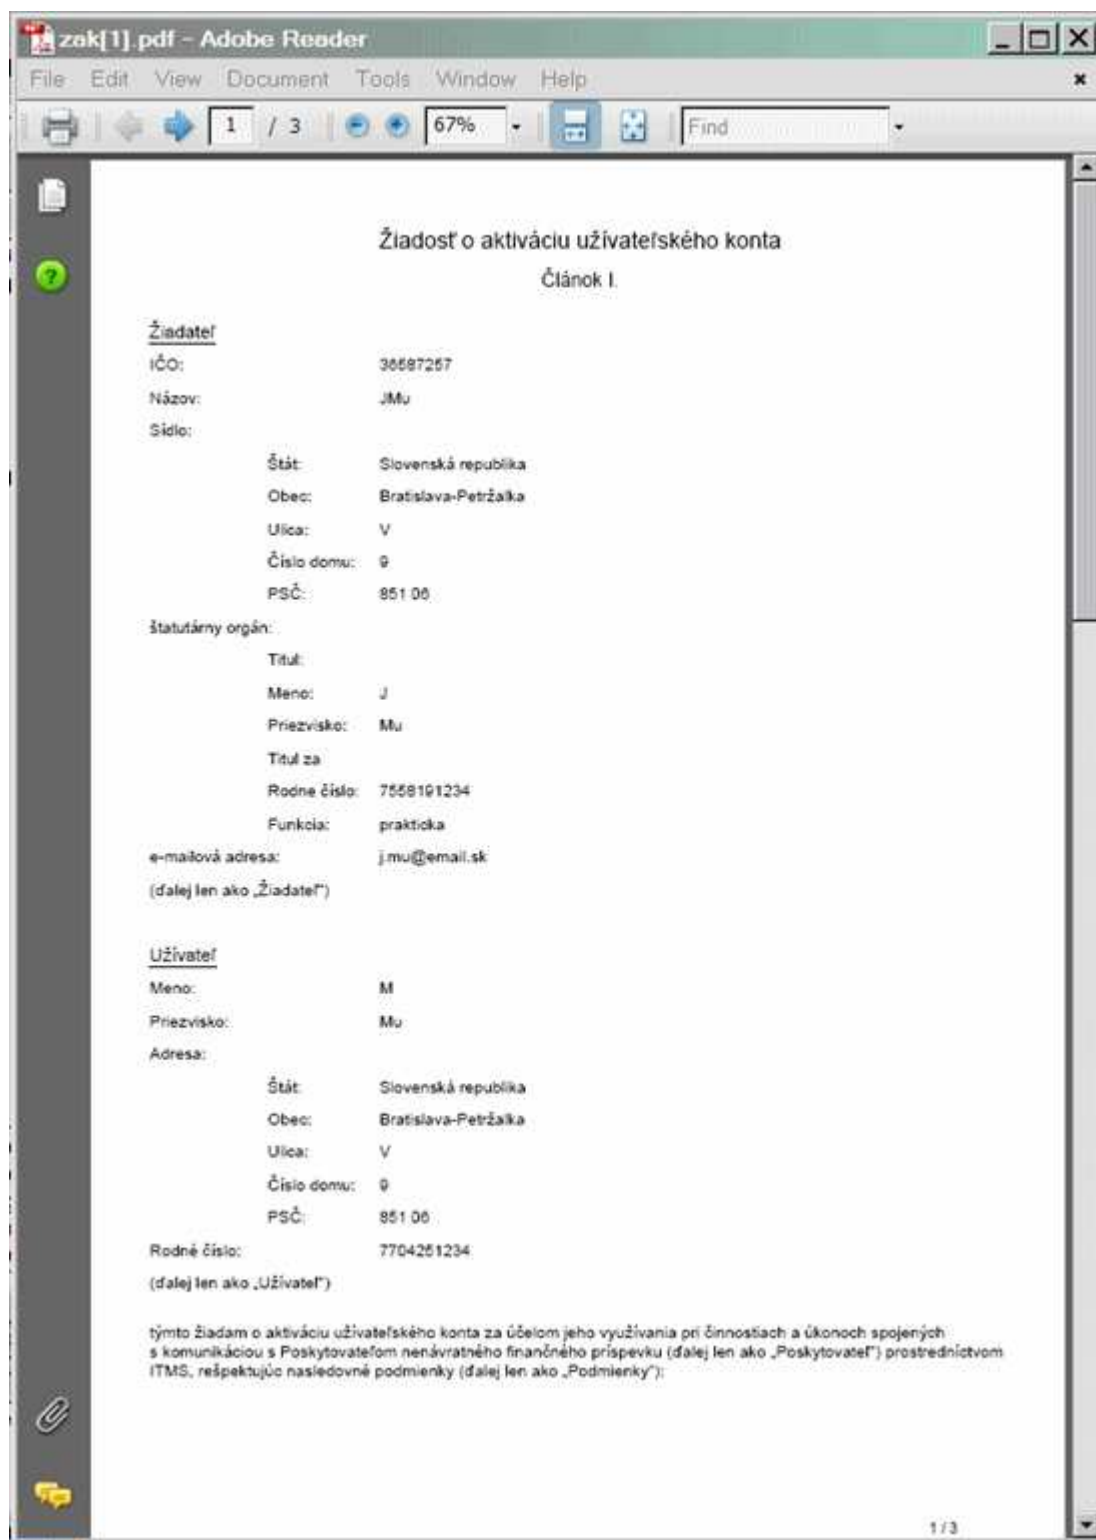 zak[1].pdf - Adobe Reader
File Edit View Document Tools Window Help
1 / 3 67% Find
Žiadosť o aktiváciu užívateľského konta
Článok I.
Žiadateľ
IČO: 36587257
Názov: JMu
Sídlo:
Štát: Slovenská republika
Obec: Bratislava-Petržalka
Ulica: V
Číslo domu: 9
PSČ: 851 06
štatutárny orgán:
Titul:
Meno: J
Priezvisko: Mu
Titul za
Rodne číslo: 7558191234
Funkcia: prakticka
e-mailová adresa: j.mu@email.sk
(ďalej len ako „Žiadateľ")
Užívateľ
Meno: M
Priezvisko: Mu
Adresa:
Štát: Slovenská republika
Obec: Bratislava-Petržalka
Ulica: V
Číslo domu: 9
PSČ: 851 06
Rodné číslo: 7704251234
(ďalej len ako „Užívateľ")
týmto žiadam o aktiváciu užívateľského konta za účelom jeho využívania pri činnostiach a úkonoch spojených
s komunikáciou s Poskytovateľom nenávratného finančného príspevku (ďalej len ako „Poskytovateľ") prostredníctvom
ITMS, rešpektujúc nasledovné podmienky (ďalej len ako „Podmienky"):
1 / 3